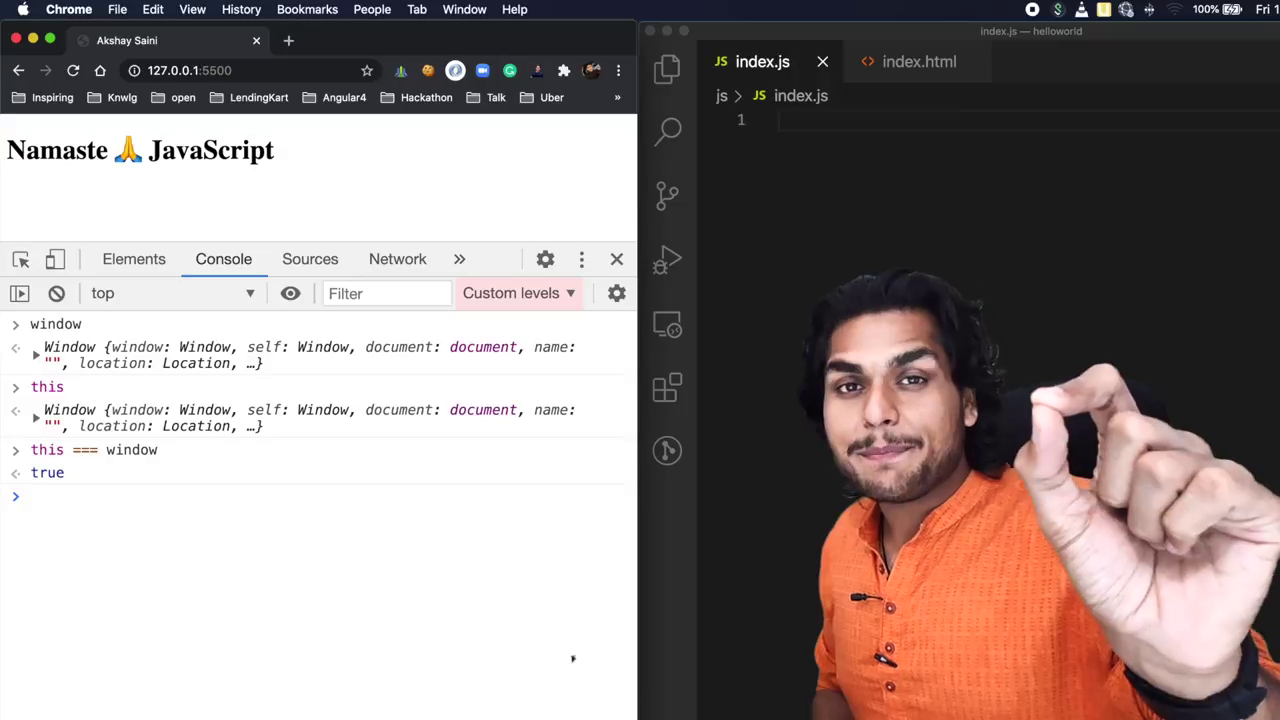 Chrome File Edit View History Bookmarks People Tab Window Help
100% Fri 1
Akshay Saini
index.js — helloworld
127.0.0.1:5500
JS index.js
<> index.html
Inspiring Knwlg open LendingKart Angular4 Hackathon Talk Uber »
js > JS index.js
1
Namaste 🙏 JavaScript
Elements Console Sources Network »
top Filter Custom levels
> window
Window {window: Window, self: Window, document: document, name:
"", location: Location, …}
> this
Window {window: Window, self: Window, document: document, name:
"", location: Location, …}
> this === window
true
>